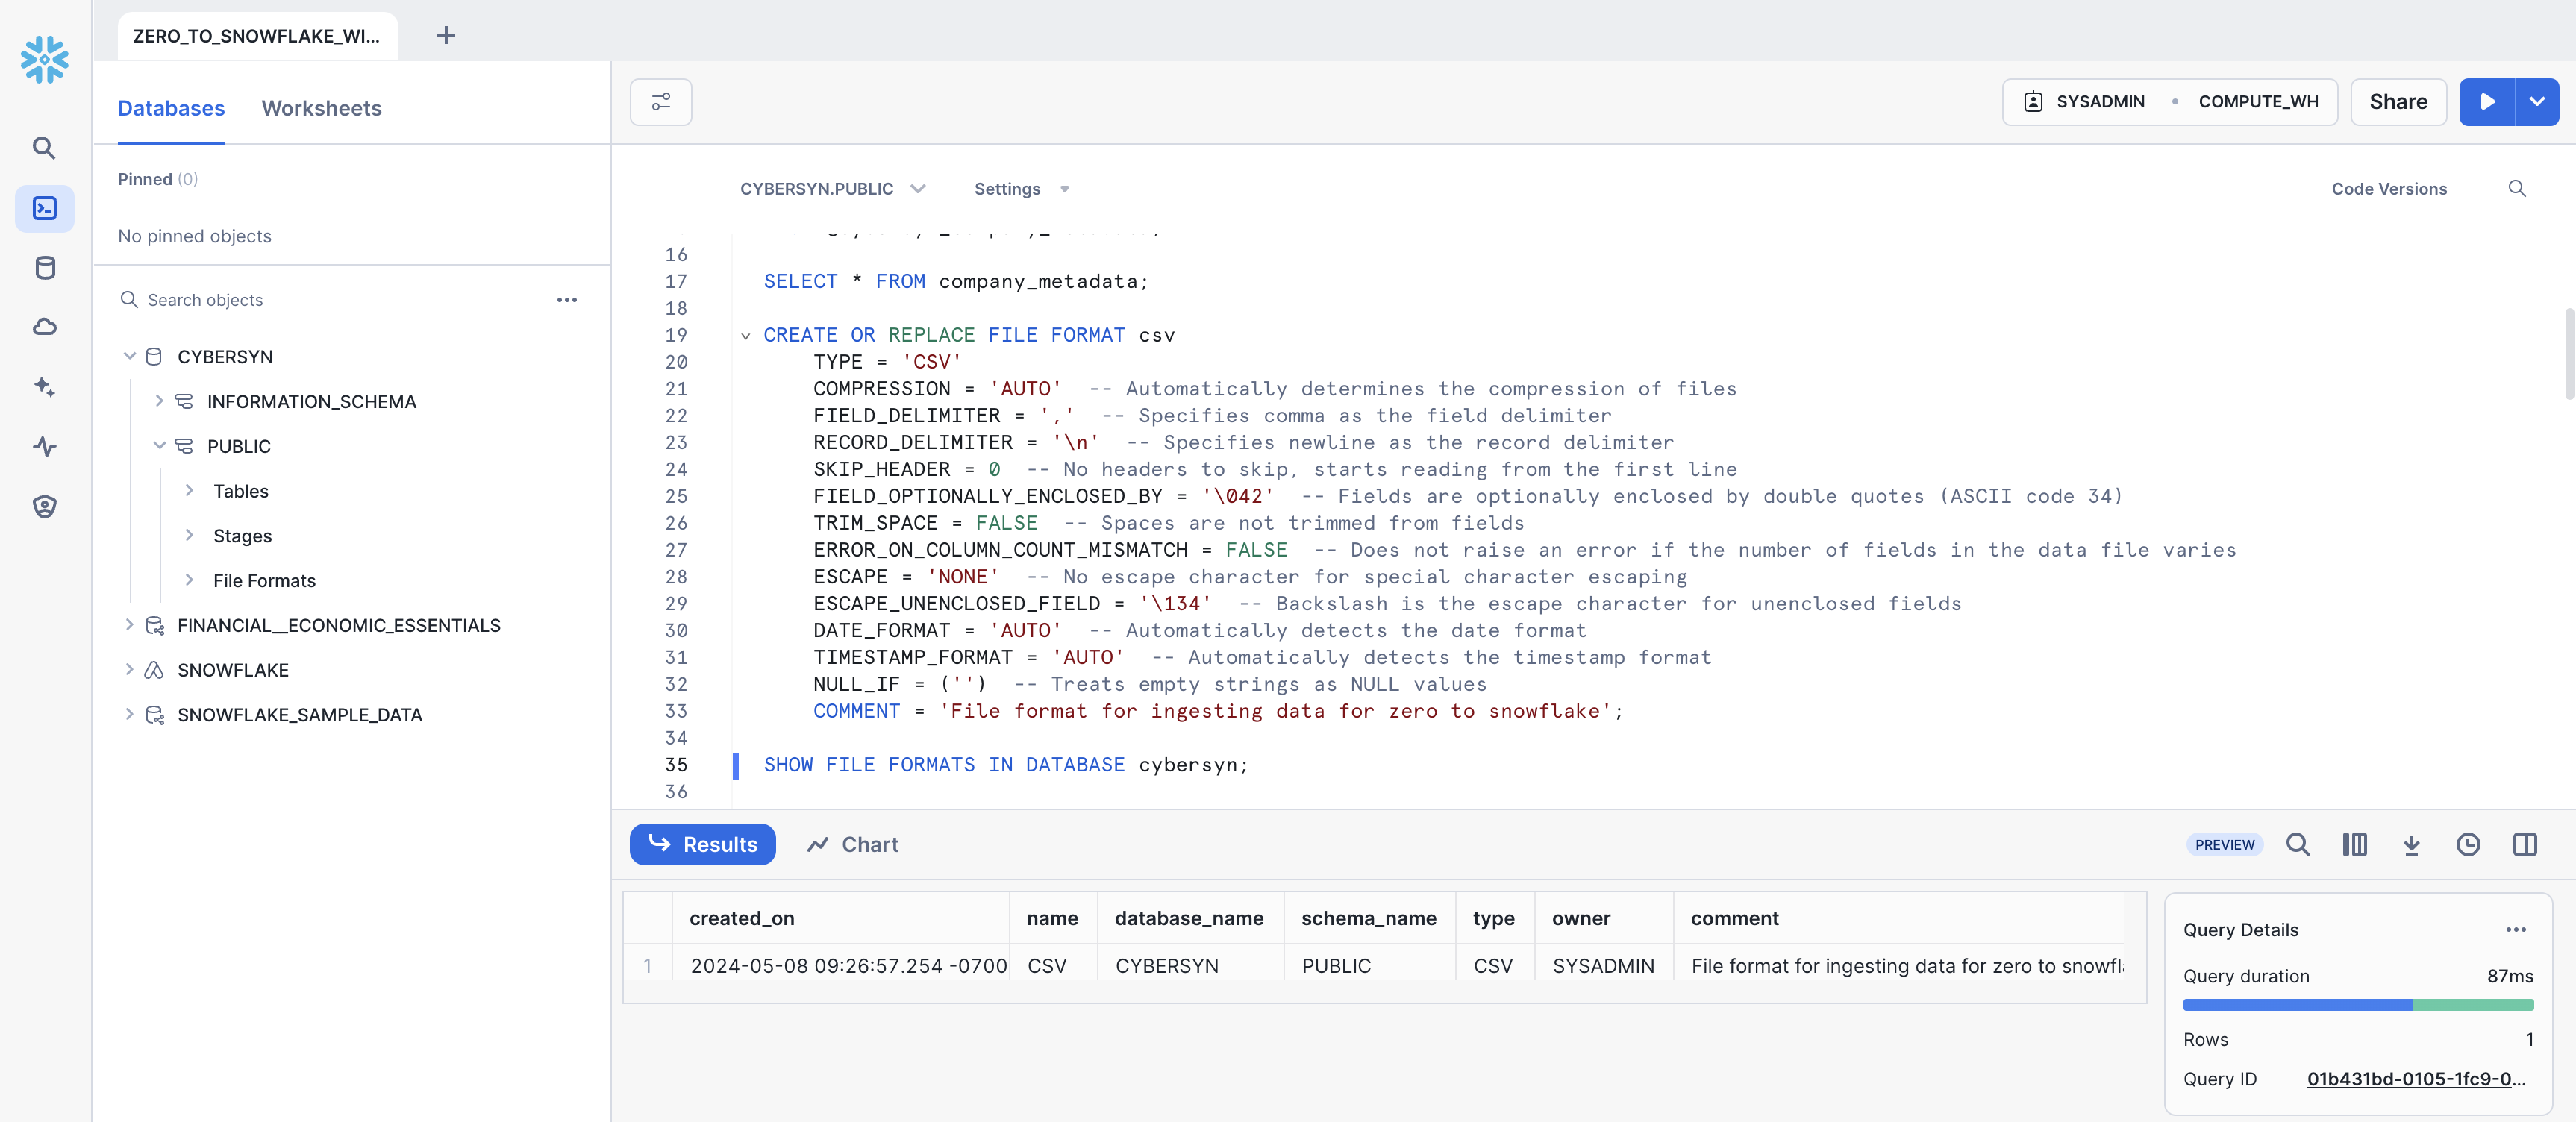 ZERO_TO_SNOWFLAKE_WI...
Databases
Worksheets
Pinned (0)
No pinned objects
Search objects
CYBERSYN
INFORMATION_SCHEMA
PUBLIC
Tables
Stages
File Formats
FINANCIAL__ECONOMIC_ESSENTIALS
SNOWFLAKE
SNOWFLAKE_SAMPLE_DATA
SYSADMIN • COMPUTE_WH
Share
CYBERSYN.PUBLIC
Settings
Code Versions
16
17 SELECT * FROM company_metadata;
18
19 CREATE OR REPLACE FILE FORMAT csv
20 TYPE = 'CSV'
21 COMPRESSION = 'AUTO' -- Automatically determines the compression of files
22 FIELD_DELIMITER = ',' -- Specifies comma as the field delimiter
23 RECORD_DELIMITER = '\n' -- Specifies newline as the record delimiter
24 SKIP_HEADER = 0 -- No headers to skip, starts reading from the first line
25 FIELD_OPTIONALLY_ENCLOSED_BY = '\042' -- Fields are optionally enclosed by double quotes (ASCII code 34)
26 TRIM_SPACE = FALSE -- Spaces are not trimmed from fields
27 ERROR_ON_COLUMN_COUNT_MISMATCH = FALSE -- Does not raise an error if the number of fields in the data file varies
28 ESCAPE = 'NONE' -- No escape character for special character escaping
29 ESCAPE_UNENCLOSED_FIELD = '\134' -- Backslash is the escape character for unenclosed fields
30 DATE_FORMAT = 'AUTO' -- Automatically detects the date format
31 TIMESTAMP_FORMAT = 'AUTO' -- Automatically detects the timestamp format
32 NULL_IF = ('') -- Treats empty strings as NULL values
33 COMMENT = 'File format for ingesting data for zero to snowflake';
34
35 SHOW FILE FORMATS IN DATABASE cybersyn;
36
Results
Chart
PREVIEW
created_on name database_name schema_name type owner comment
1 2024-05-08 09:26:57.254 -0700 CSV CYBERSYN PUBLIC CSV SYSADMIN File format for ingesting data for zero to snowfl
Query Details
Query duration 87ms
Rows 1
Query ID 01b431bd-0105-1fc9-0...